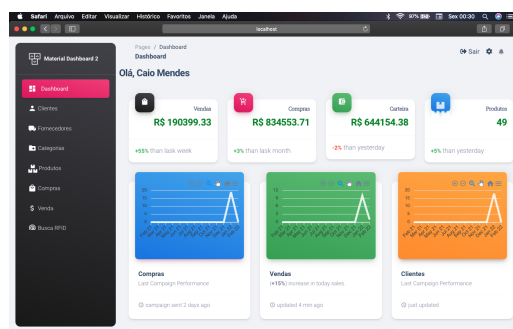 Safari Arquivo Editar Visualizar Histórico Favoritos Janela Ajuda 97% Sex 00:30
localhost
Material Dashboard 2
Pages / Dashboard
Dashboard
Sair
Olá, Caio Mendes
Dashboard
Clientes
Fornecedores
Categorias
Produtos
Compras
Venda
Busca RFID
Vendas
R$ 190399.33
+55% than lask week
Compras
R$ 834553.71
+3% than lask month
Carteira
R$ 644154.38
-2% than yesterday
Produtos
49
+5% than yesterday
Compras
Last Campaign Performance
campaign sent 2 days ago
Vendas
(+15%) increase in today sales.
updated 4 min ago
Clientes
Last Campaign Performance
just updated